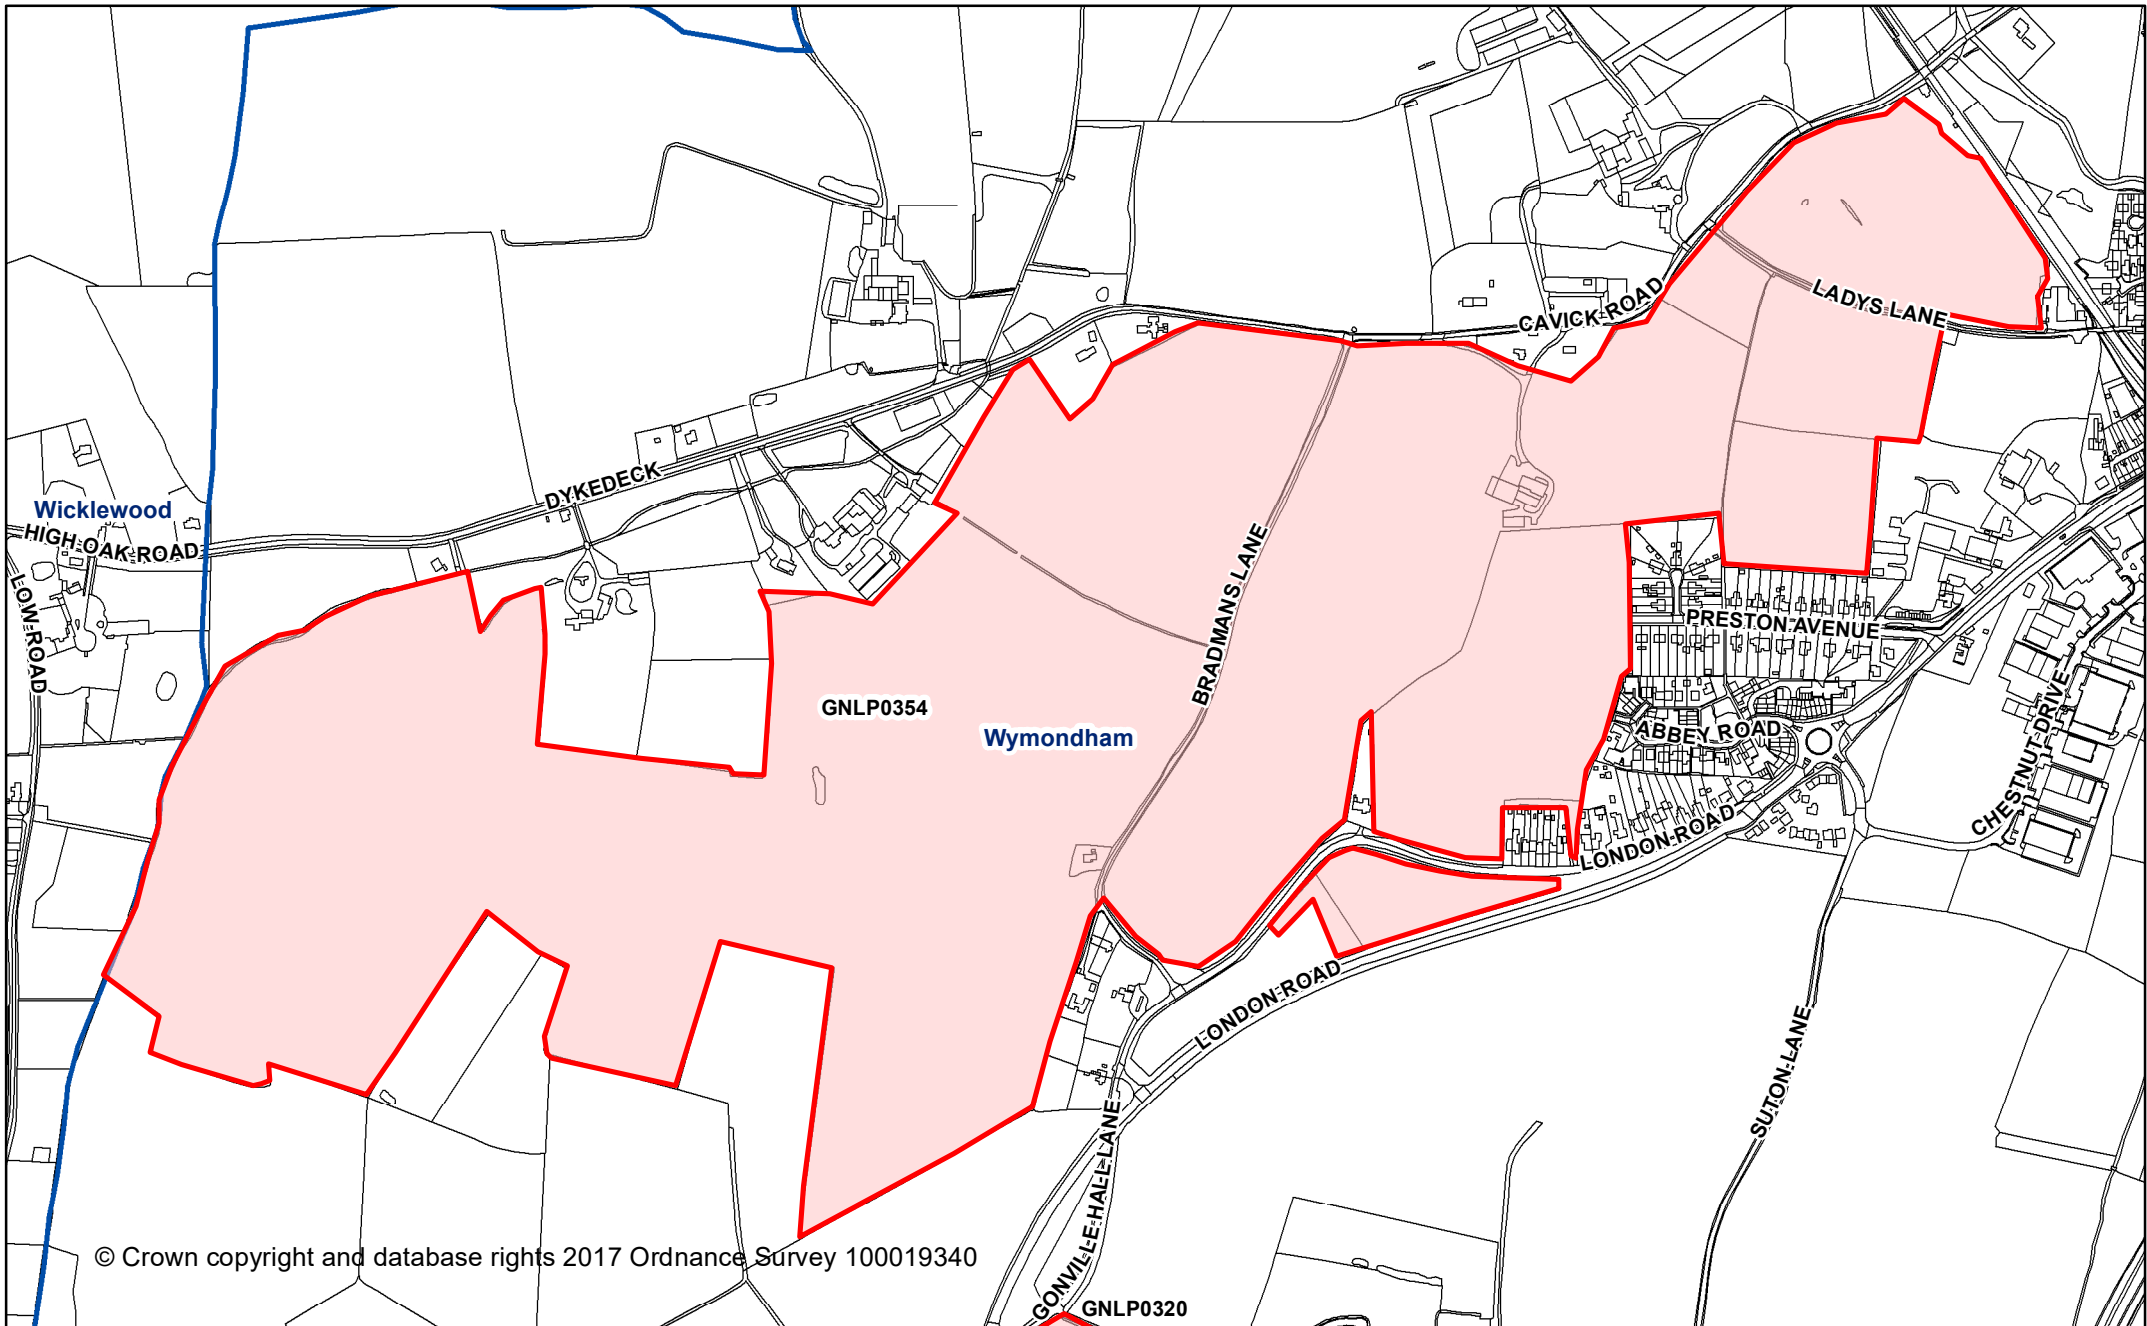 CAVICK ROAD
LADYS LANE
DYKEDECK
Wicklewood
HIGH OAK ROAD
LOW ROAD
BRADMANS LANE
PRESTON AVENUE
GNLP0354
Wymondham
ABBEY ROAD
CHESTNUT DRIVE
LONDON ROAD
LONDON ROAD
SUTON LANE
GONVILLE HALL LANE
© Crown copyright and database rights 2017 Ordnance Survey 100019340
GNLP0320